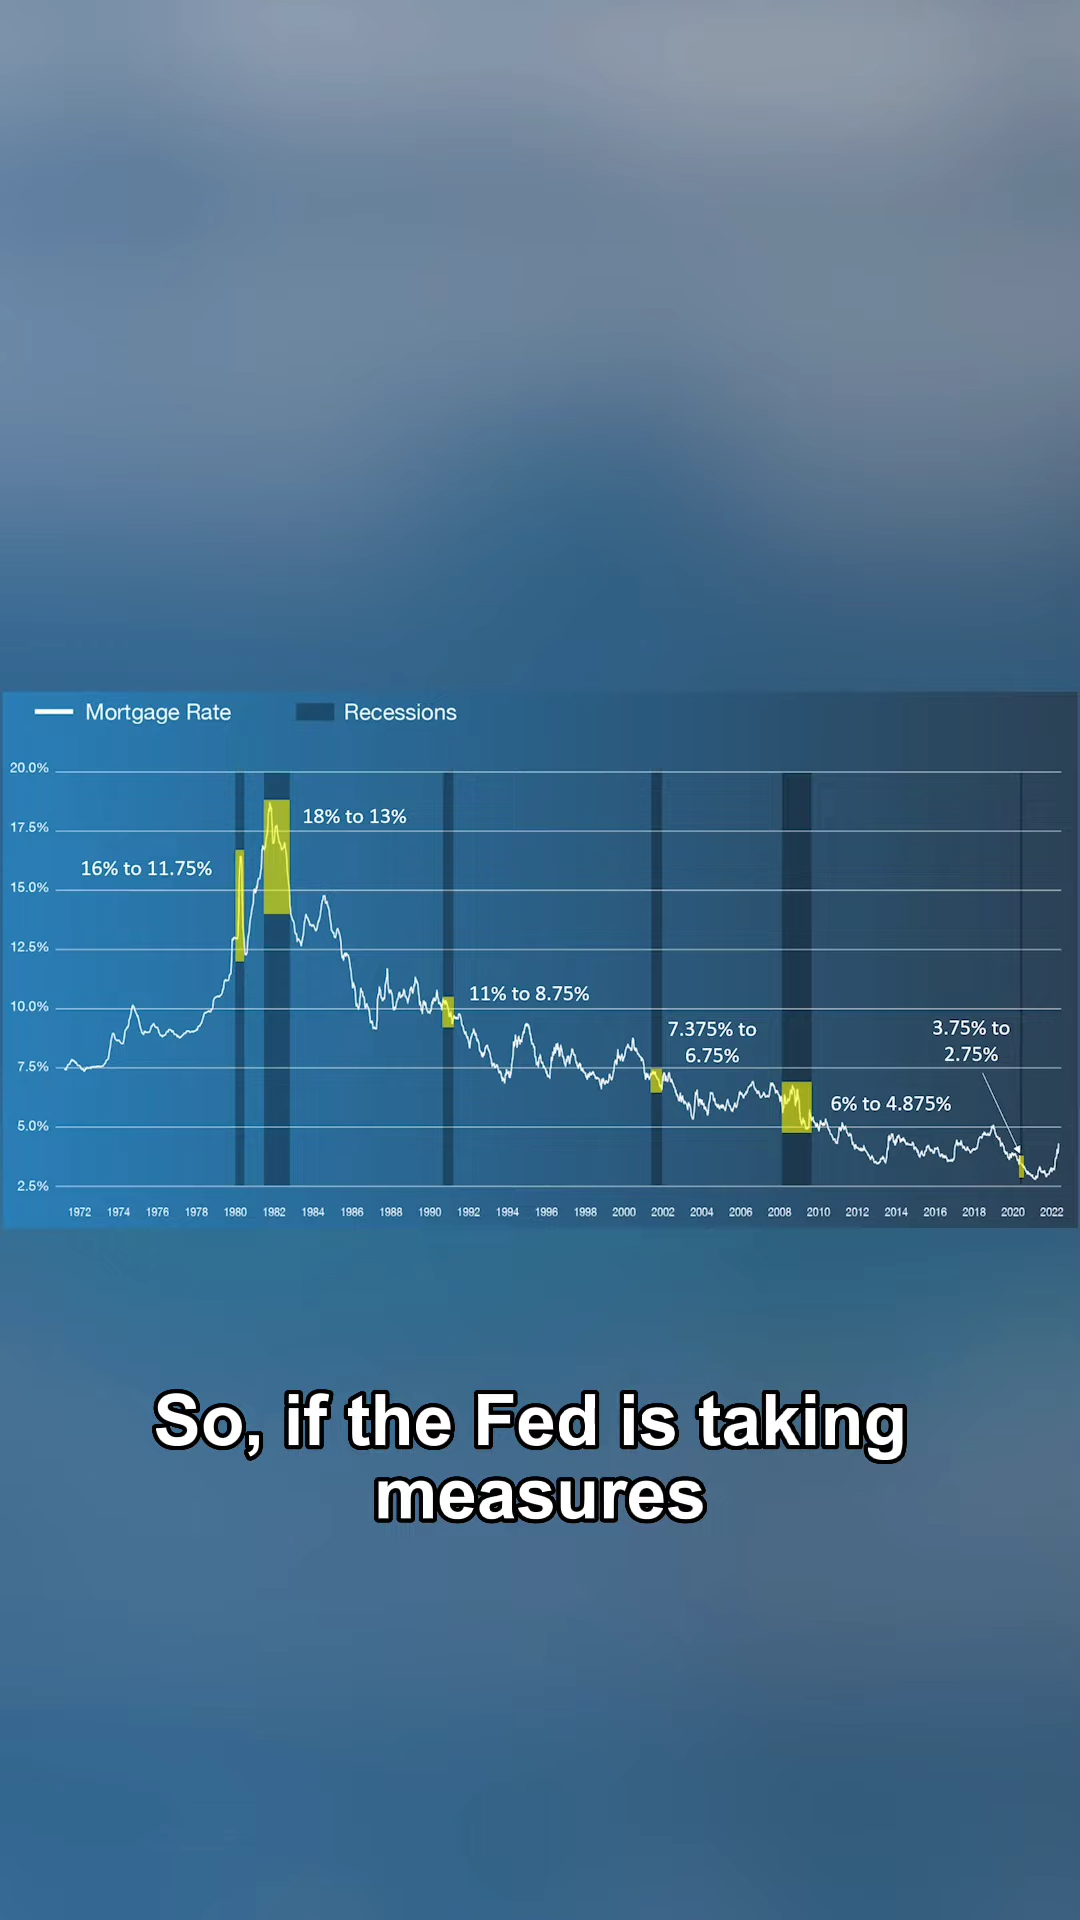 Mortgage Rate Recessions
20.0%
17.5%
15.0%
12.5%
10.0%
7.5%
5.0%
2.5%
18% to 13%
16% to 11.75%
11% to 8.75%
7.375% to
6.75%
3.75% to
2.75%
6% to 4.875%
1972 1974 1976 1978 1980 1982 1984 1986 1988 1990 1992 1994 1996 1998 2000 2002 2004 2006 2008 2010 2012 2014 2016 2018 2020 2022
So, if the Fed is taking
measures